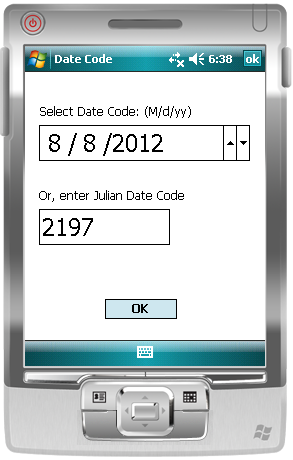 Date Code
6:38
ok
Select Date Code: (M/d/yy)
8 / 8 /2012
Or, enter Julian Date Code
2197
OK